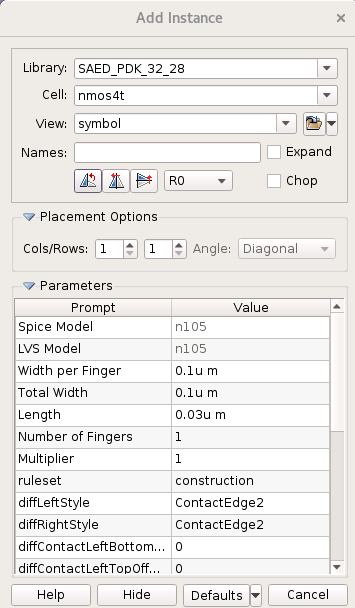 Add Instance
Library: SAED_PDK_32_28
Cell: nmos4t
View: symbol
Names: Expand
R0 Chop
Placement Options
Cols/Rows: 1 1 Angle: Diagonal
Parameters
Prompt Value
Spice Model n105
LVS Model n105
Width per Finger 0.1u m
Total Width 0.1u m
Length 0.03u m
Number of Fingers 1
Multiplier 1
ruleset construction
diffLeftStyle ContactEdge2
diffRightStyle ContactEdge2
diffContactLeftBottom... 0
diffContactLeftTopOff... 0
Help Hide Defaults Cancel